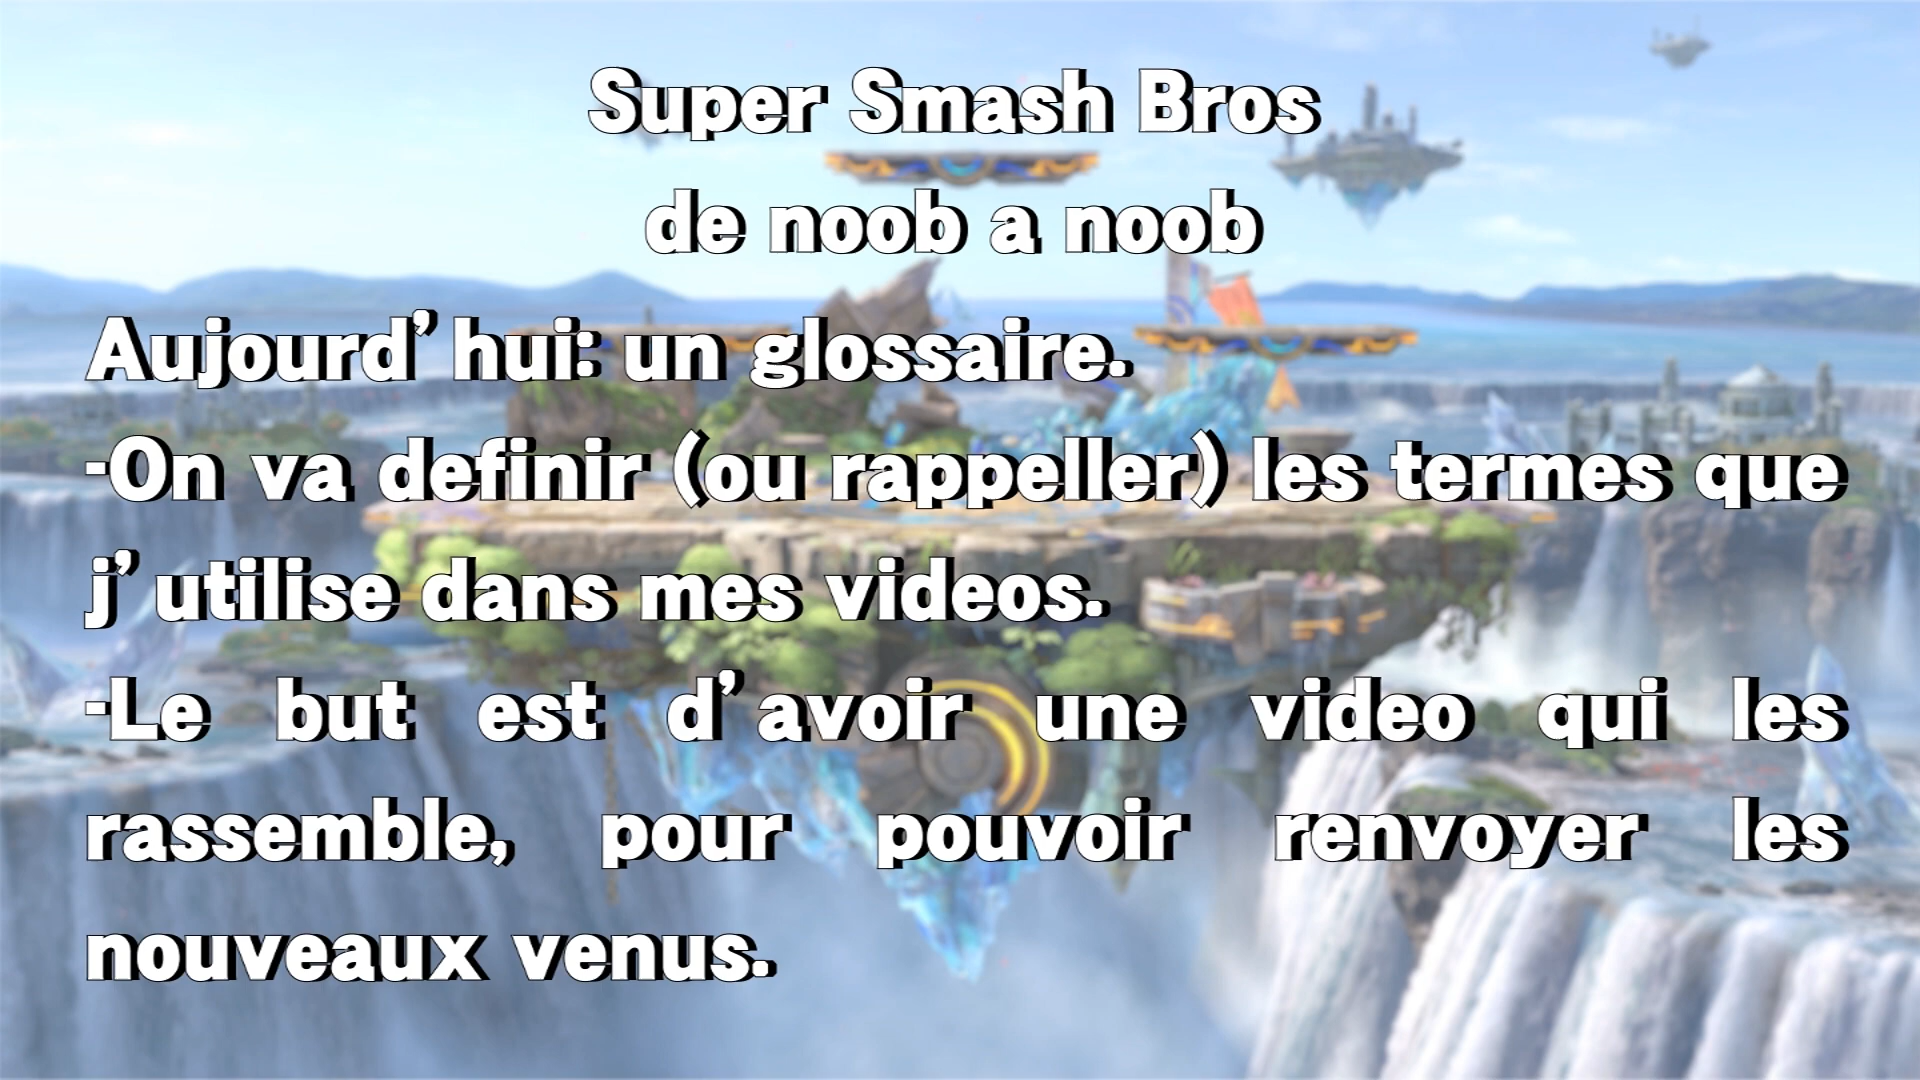 Super Smash Bros
de noob a noob
Aujourd'hui: un glossaire.
-On va definir (ou rappeller) les termes que
j'utilise dans mes videos.
-Le but est d'avoir une video qui les
rassemble, pour pouvoir renvoyer les
nouveaux venus.